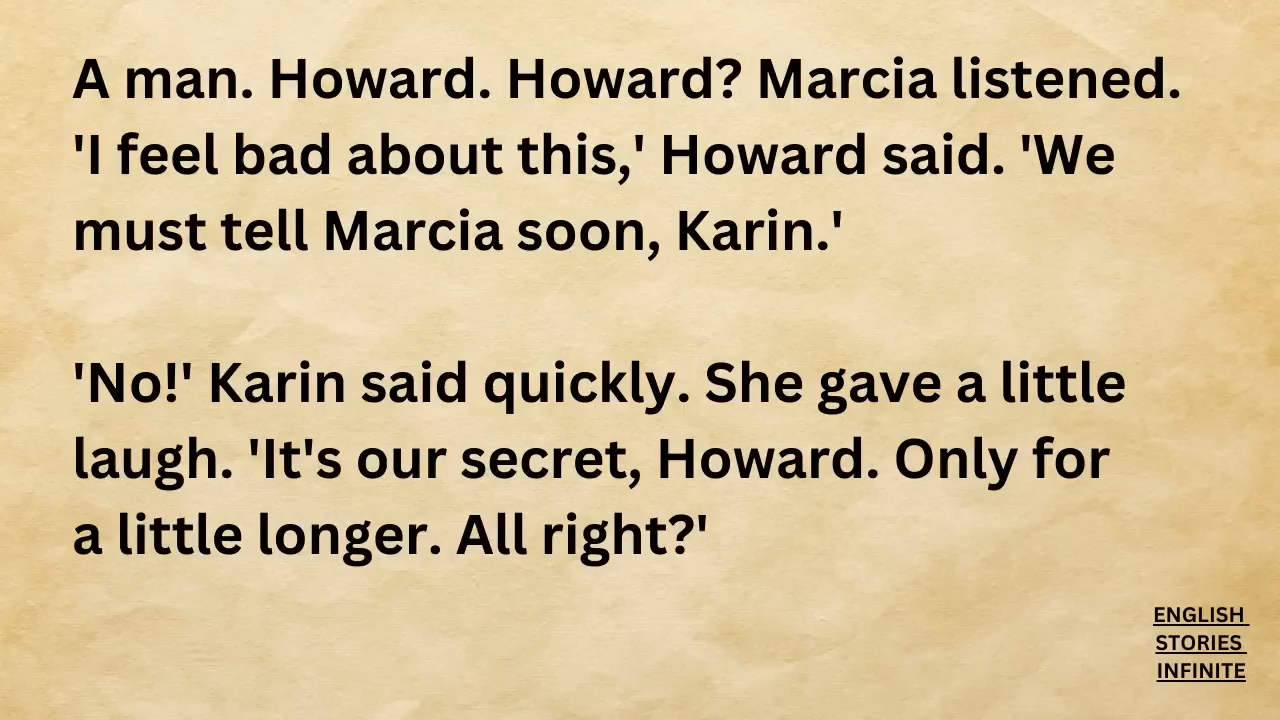 A man. Howard. Howard? Marcia listened.
'I feel bad about this,' Howard said. 'We
must tell Marcia soon, Karin.'
'No!' Karin said quickly. She gave a little
laugh. 'It's our secret, Howard. Only for
a little longer. All right?'
ENGLISH
STORIES
INFINITE